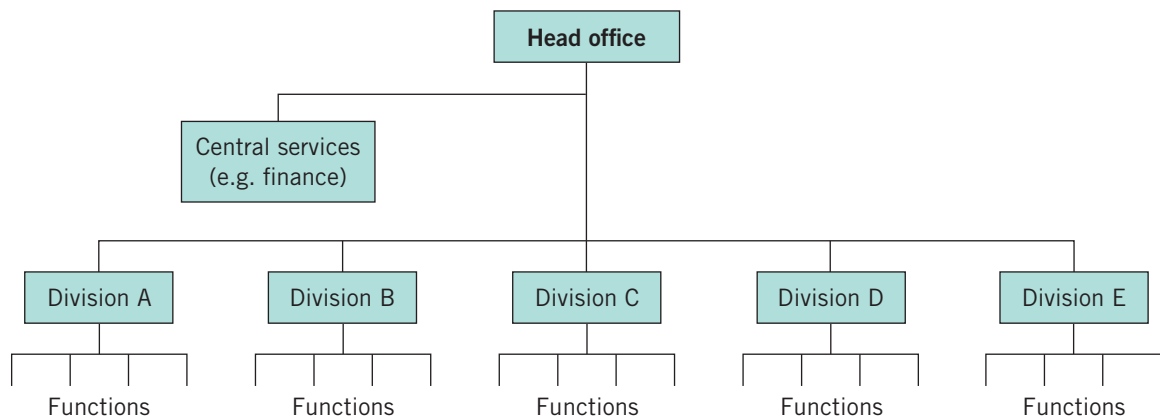 Head office
Central services
(e.g. finance)
Division A
Division B
Division C
Division D
Division E
Functions
Functions
Functions
Functions
Functions